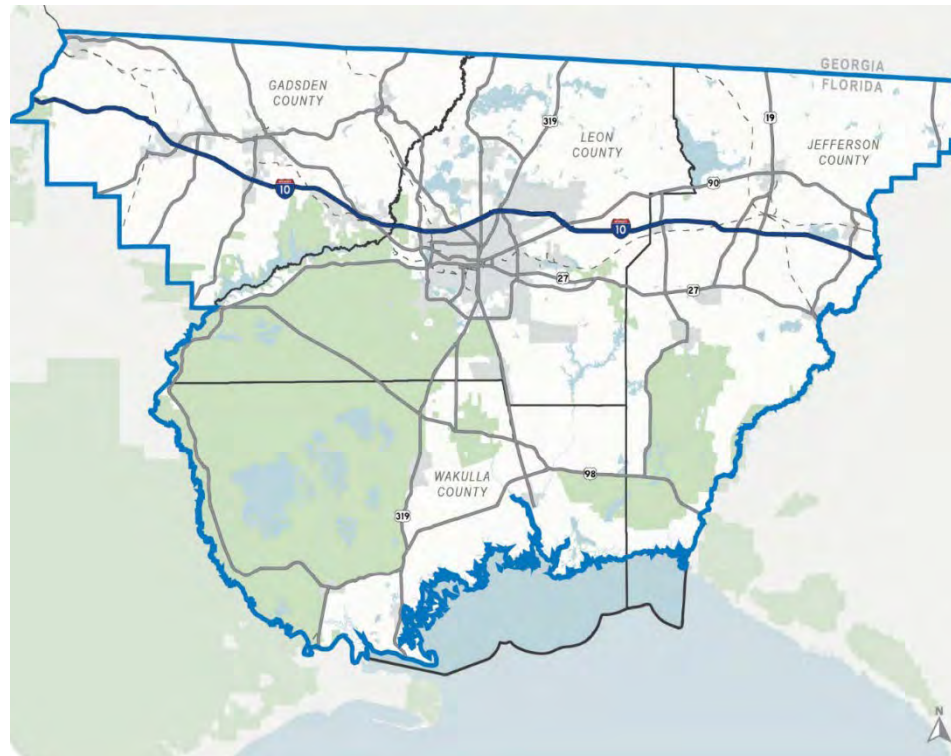 GEORGIA
FLORIDA
GADSDEN
COUNTY
319
19
LEON
COUNTY
JEFFERSON
COUNTY
90
10
10
27
27
WAKULLA
COUNTY
98
319
N